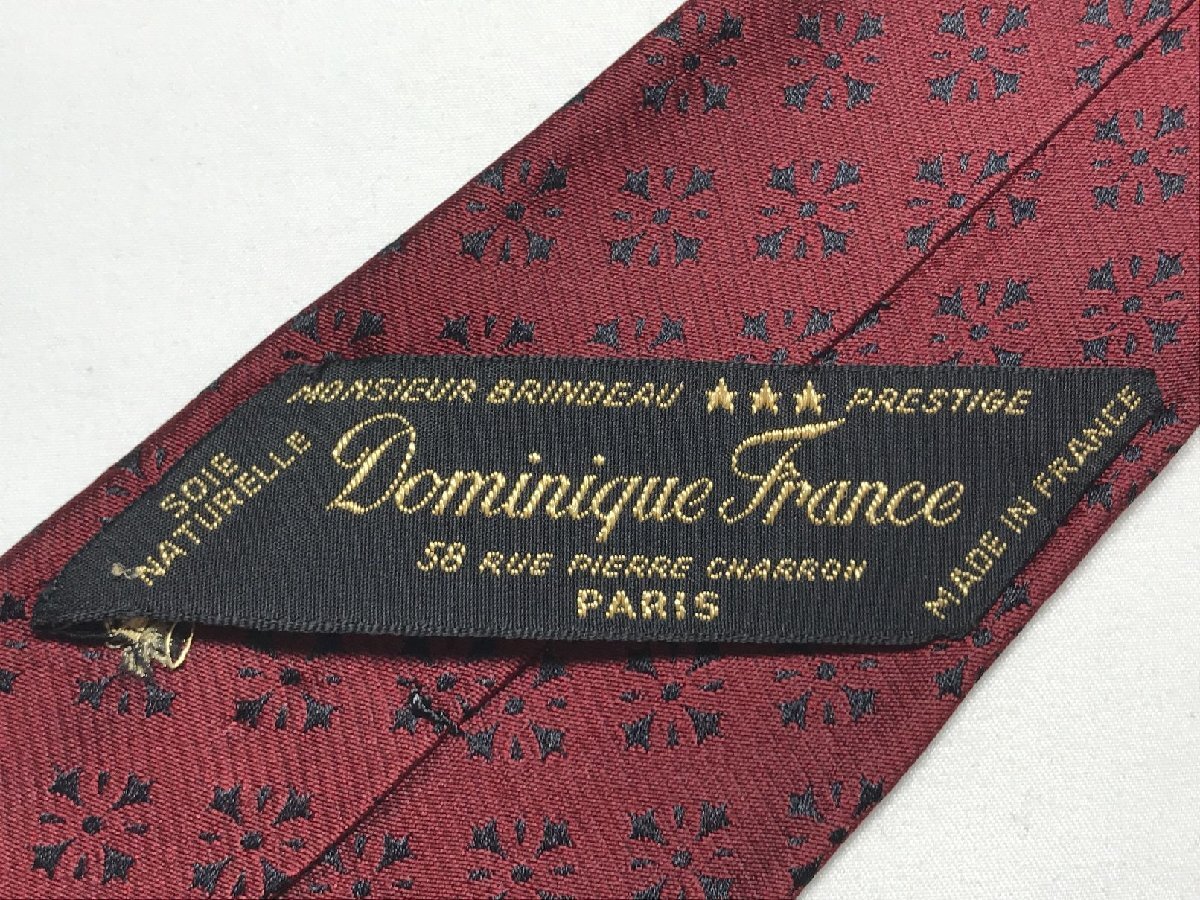 MONSIEUR BRINDEAU ★★★ PRESTIGE
SOIE
NATURELLE
Dominique France
58 RUE PIERRE CHARRON
PARIS
MADE IN FRANCE